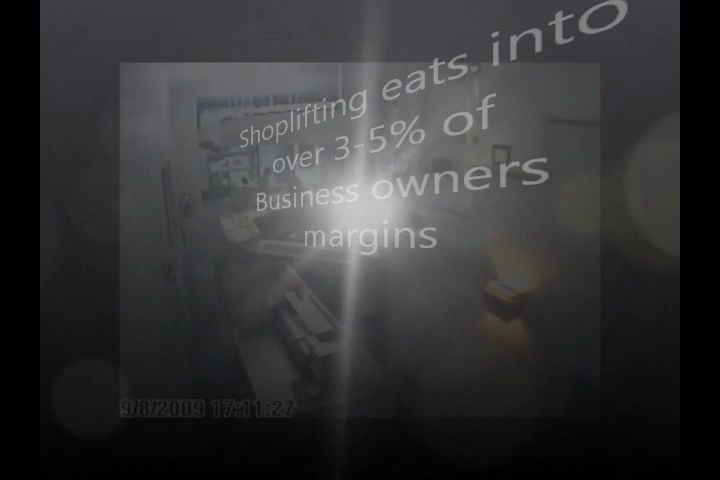 Shoplifting eats into
over 3-5% of
Business owners
margins
9/8/2009 17:11:27